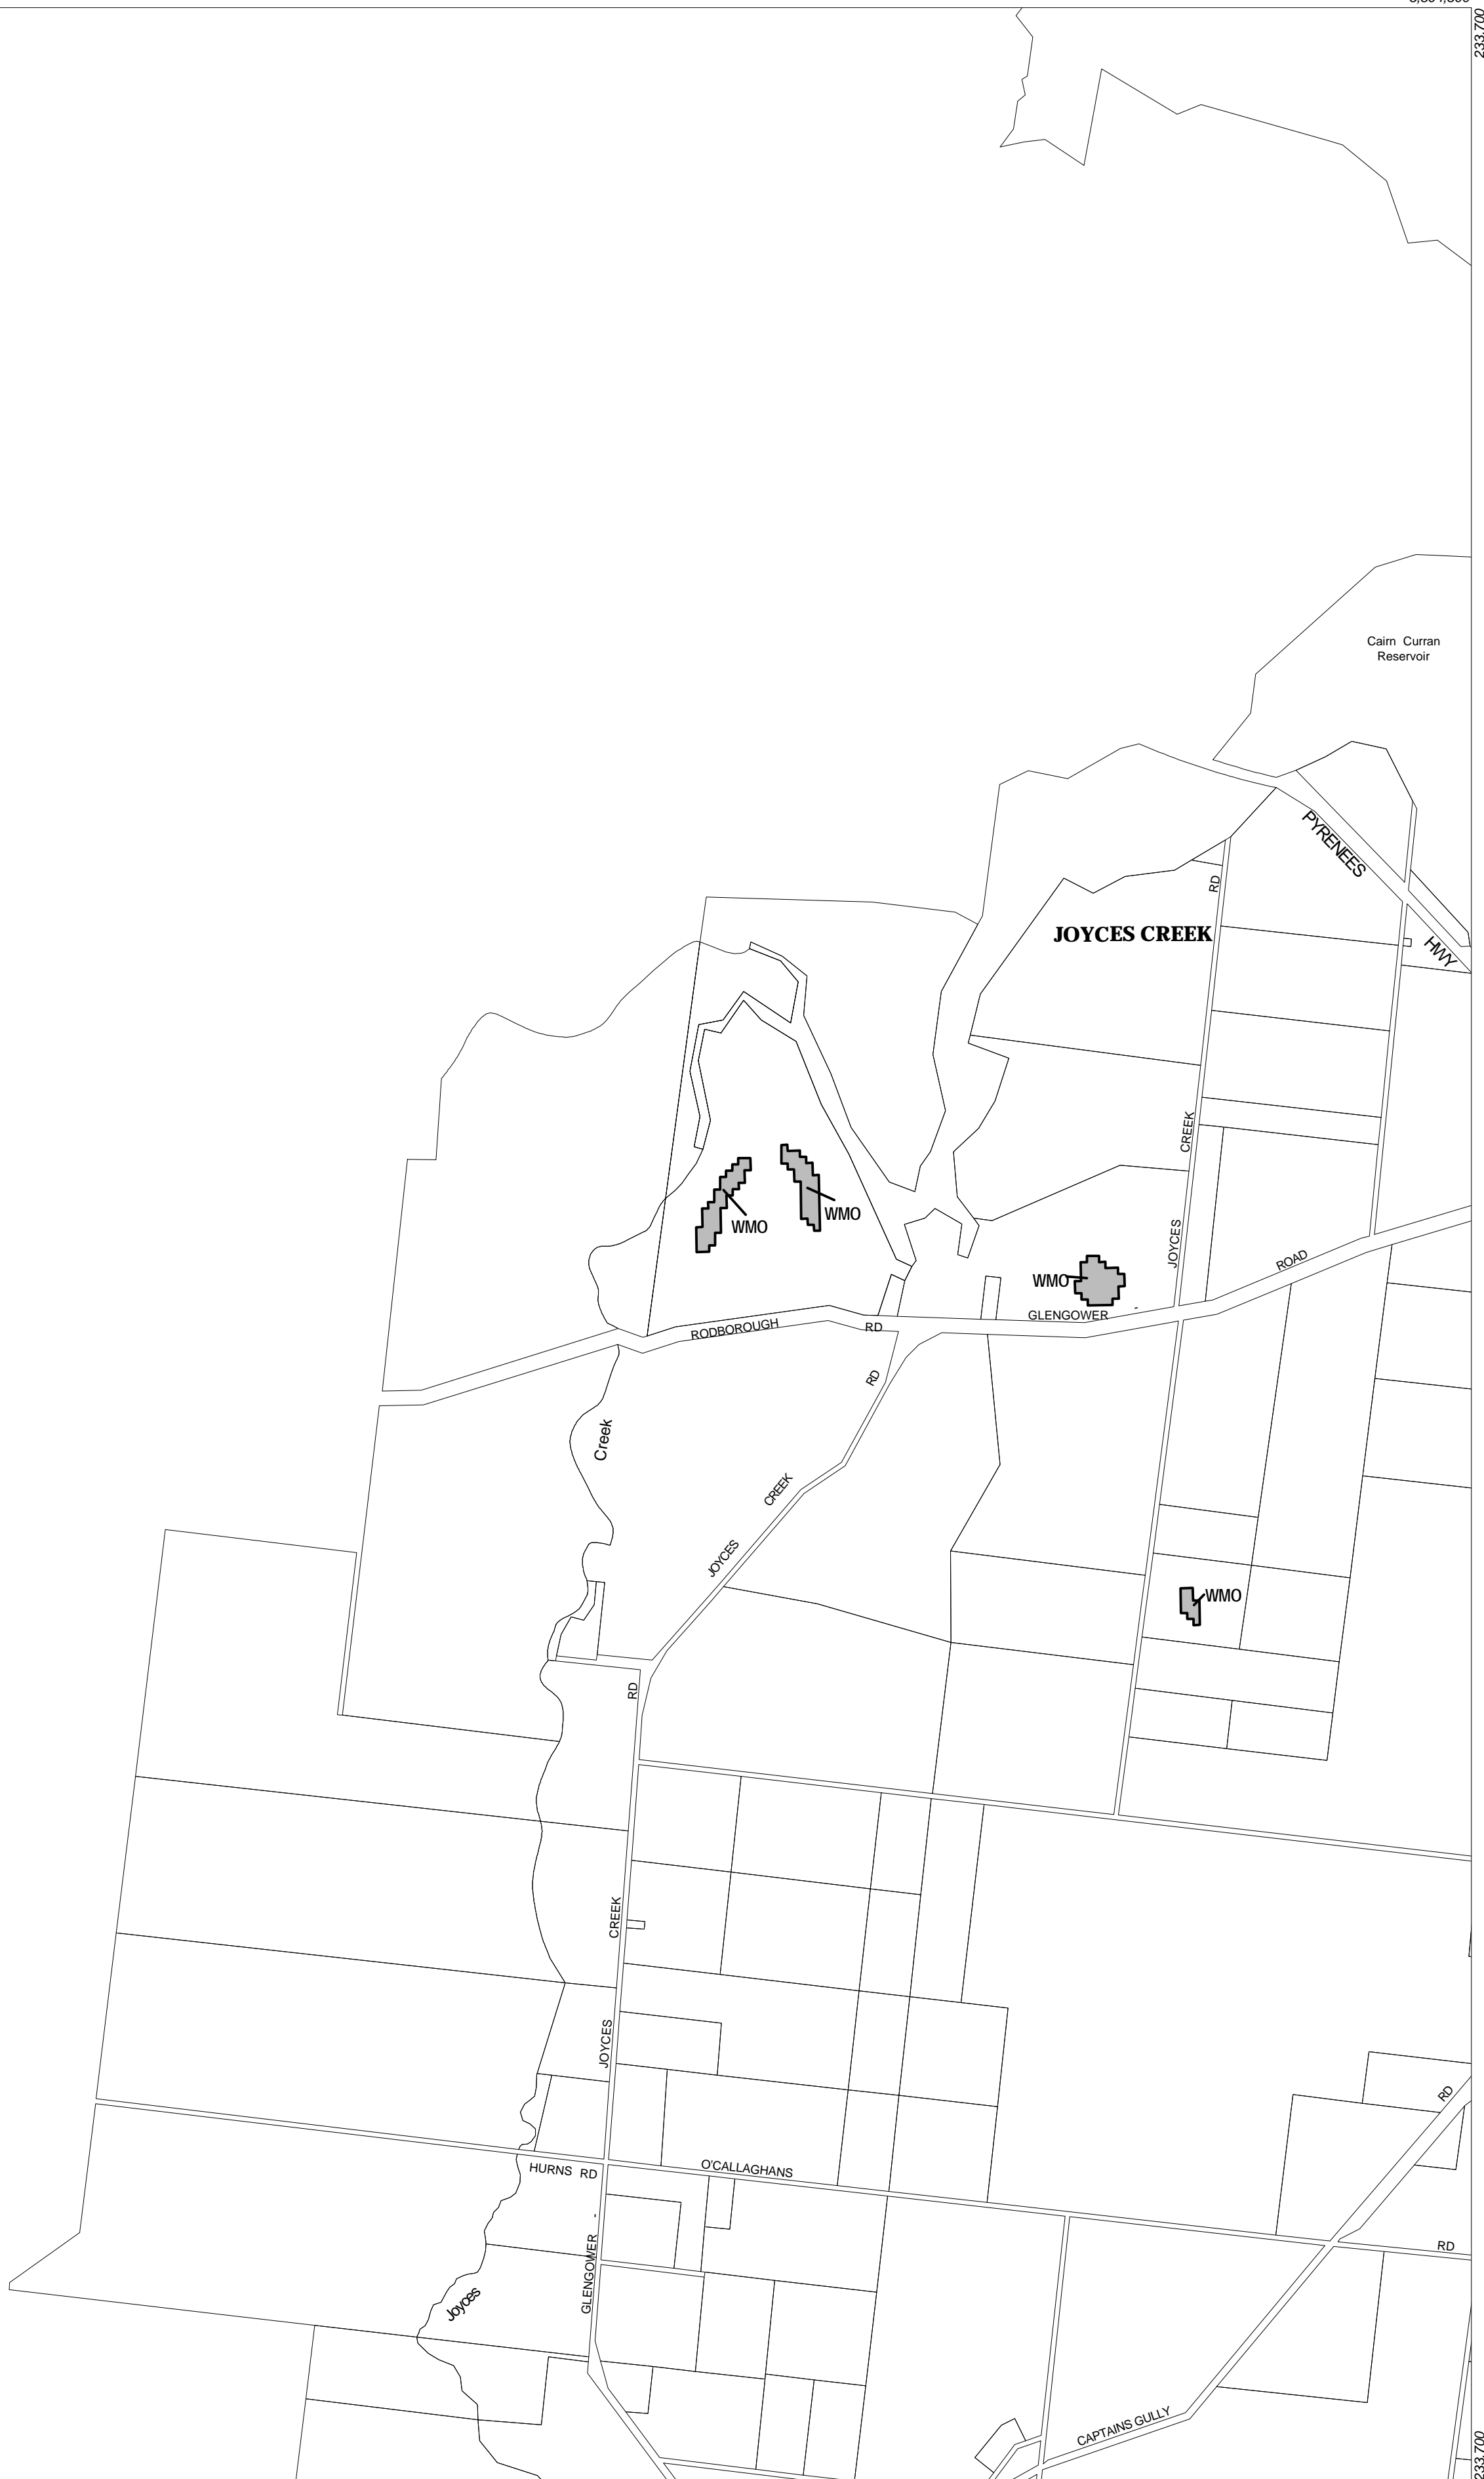 233,700
Cairn Curran
Reservoir
PYRENEES
HWY
RD
JOYCES CREEK
CREEK
JOYCES
WMO
WMO
WMO
ROAD
GLENGOWER -
RODBOROUGH
RD
RD
Creek
CREEK
JOYCES
WMO
RD
CREEK
JOYCES
RD
HURNS RD
O'CALLAGHANS
GLENGOWER -
RD
Joyces
CAPTAINS GULLY
233,700